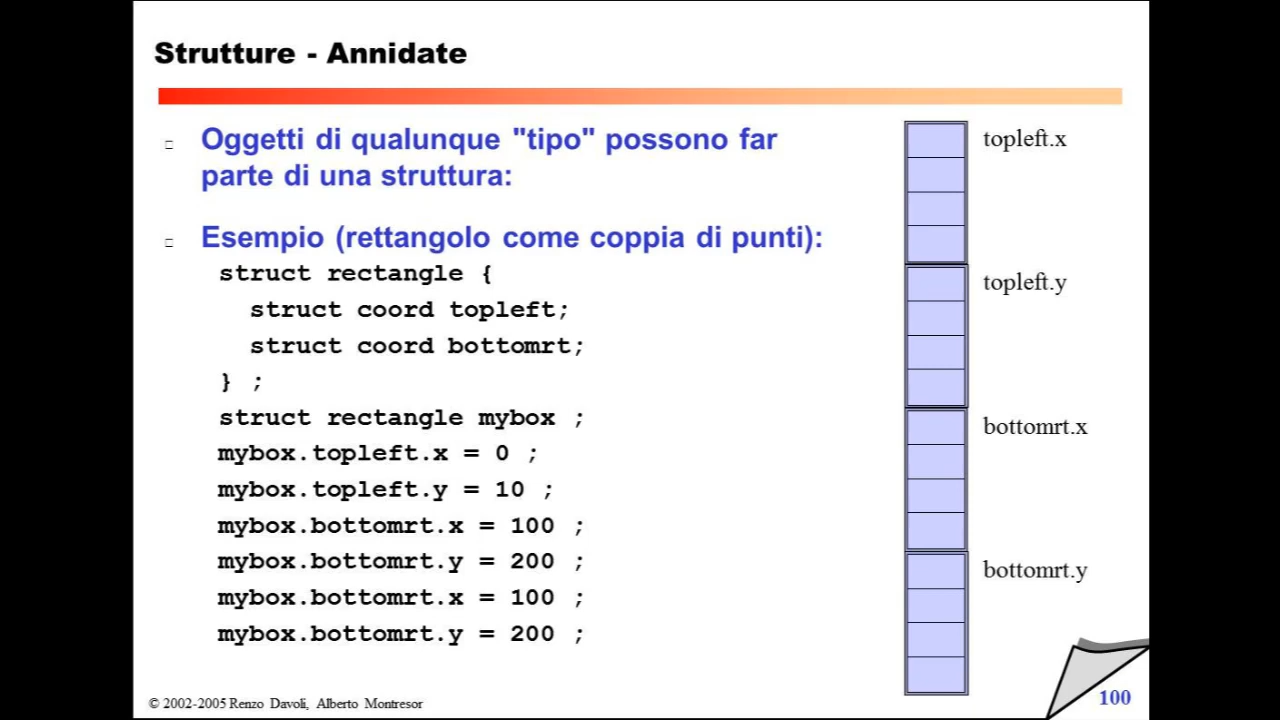 Strutture - Annidate
Oggetti di qualunque "tipo" possono far
parte di una struttura:
Esempio (rettangolo come coppia di punti):
struct rectangle {
struct coord topleft;
struct coord bottomrt;
} ;
struct rectangle mybox ;
mybox.topleft.x = 0 ;
mybox.topleft.y = 10 ;
mybox.bottomrt.x = 100 ;
mybox.bottomrt.y = 200 ;
mybox.bottomrt.x = 100 ;
mybox.bottomrt.y = 200 ;
topleft.x
topleft.y
bottomrt.x
bottomrt.y
© 2002-2005 Renzo Davoli, Alberto Montresor
100